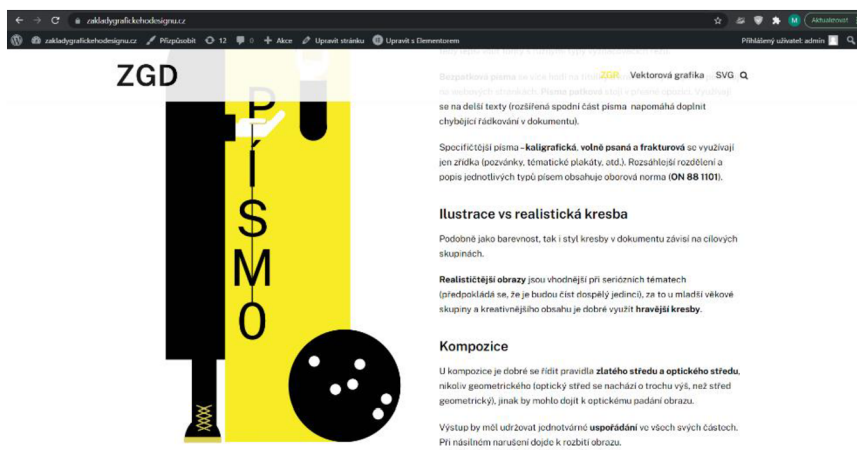 zakladygrafickehodesignu.cz
Aktualizovat
zakladygrafickehodesignu.cz Přizpůsobit 12 0 Akce Upravit stránku Upravit s Elementorem Přihlášený uživatel: admin
ZGD
ZGD Vektorová grafika SVG
PÍSMO
Bezpatková písma se
se na delší texty (rozšířená spodní část písma napomáhá doplnit
chybějící řádkování v dokumentu).
Specifičtější písma – kaligrafická, volně psaná a frakturová se využívají
jen zřídka (pozvánky, tématické plakáty, atd.). Rozsáhlejší rozdělení a
popis jednotlivých typů písem obsahuje oborová norma (ON 88 1101).
Ilustrace vs realistická kresba
Podobně jako barevnost, tak i styl kresby v dokumentu závisí na cílových
skupinách.
Realističtější obrazy jsou vhodnější při seriózních tématech
(předpokládá se, že je budou číst dospělý jedinci), za to u mladší věkové
skupiny a kreativnějšího obsahu je dobré využít hravější kresby.
Kompozice
U kompozice je dobré se řídit pravidla zlatého středu a optického středu,
nikoliv geometrického (optický střed se nachází o trochu výš, než střed
geometrický), jinak by mohlo dojít k optickému padání obrazu.
Výstup by měl udržovat jednotvárné uspořádání ve všech svých částech.
Při násilném narušení dojde k rozbití obrazu.